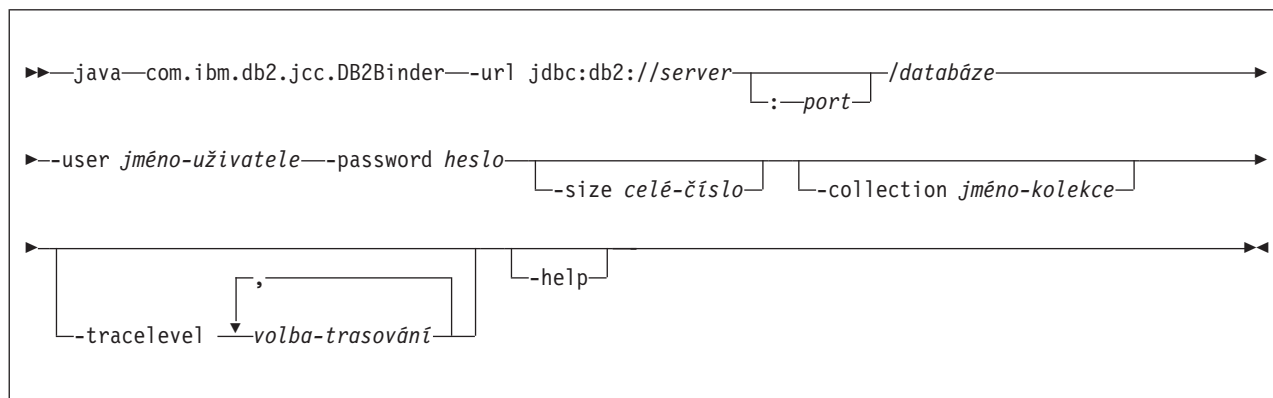 java com.ibm.db2.jcc.DB2Binder -url jdbc:db2://server /databáze
: port
-user jméno-uživatele -password heslo
-size celé-číslo -collection jméno-kolekce
,
-help
-tracelevel volba-trasování